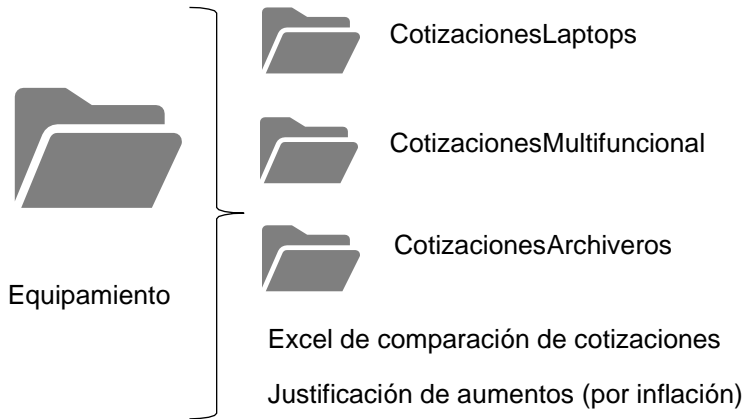 CotizacionesLaptops
CotizacionesMultifuncional
CotizacionesArchiveros
Equipamiento
Excel de comparación de cotizaciones
Justificación de aumentos (por inflación)